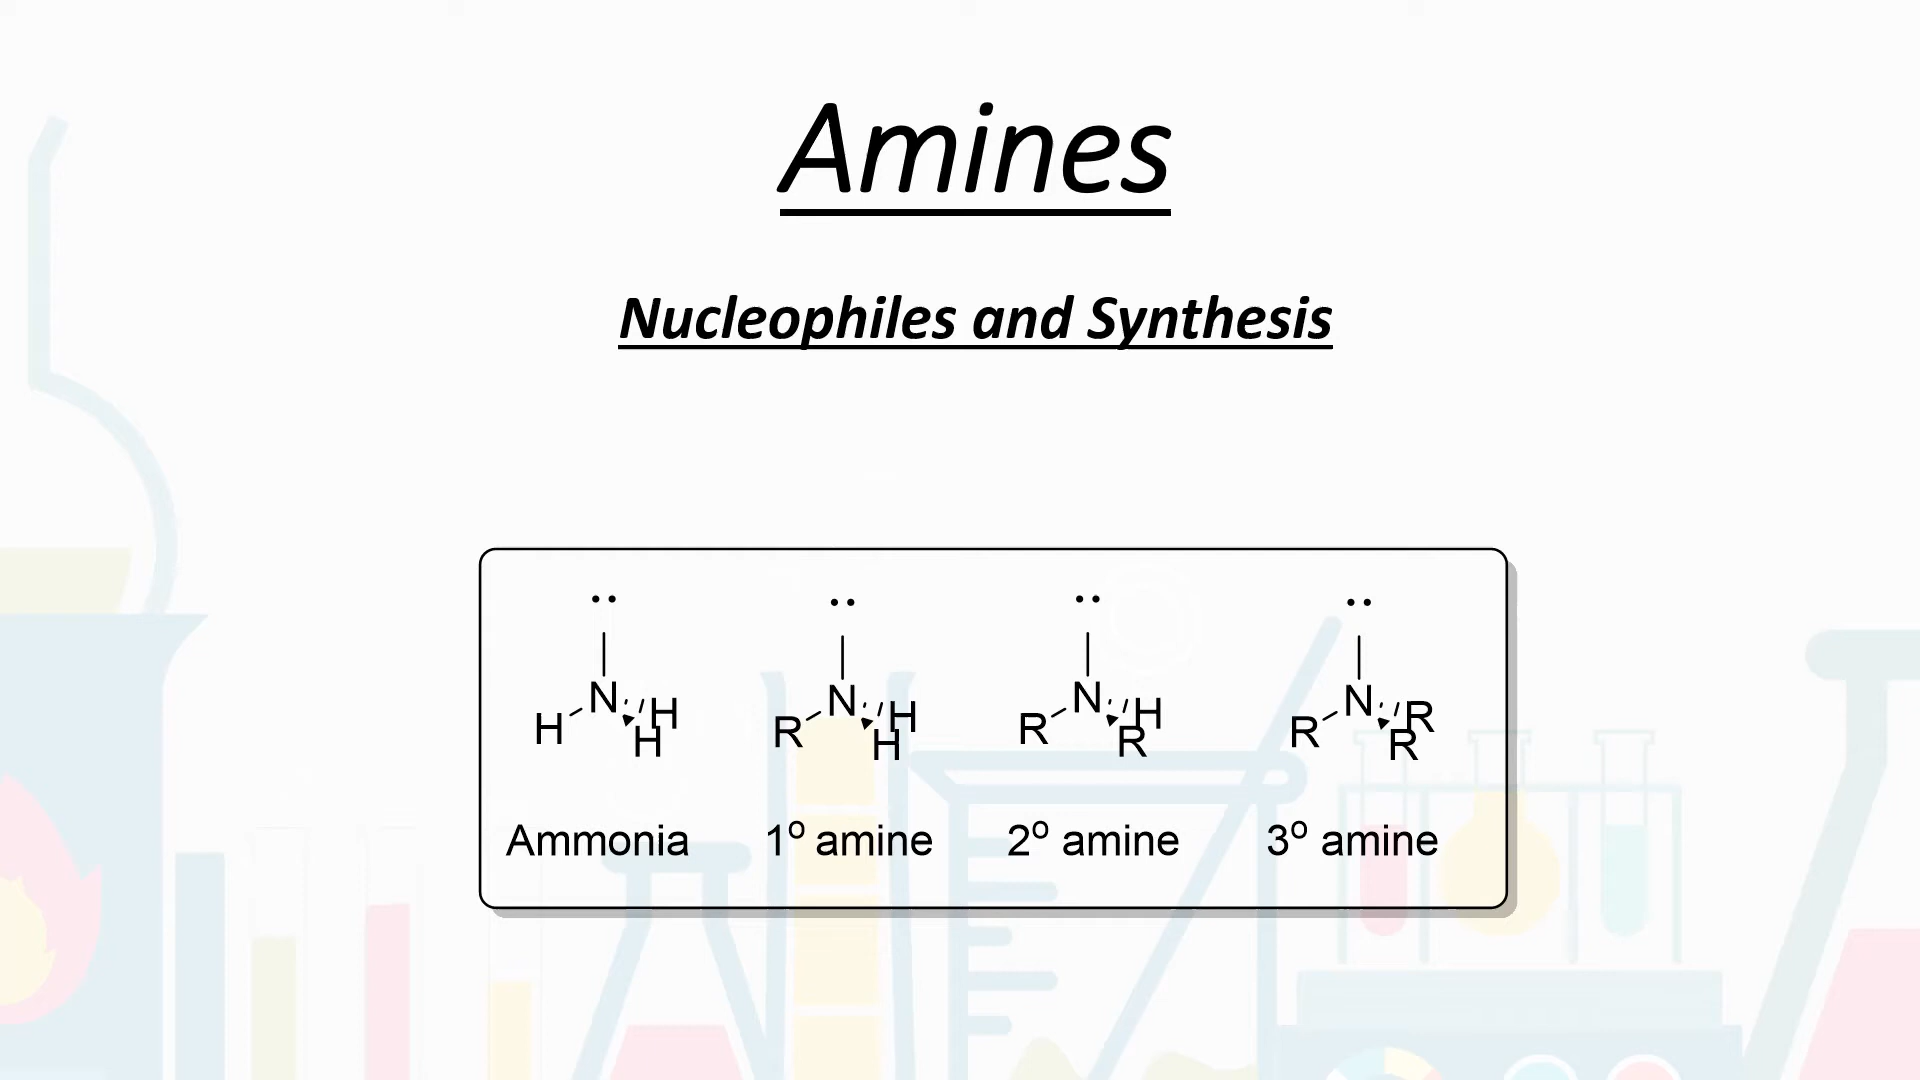 Amines
Nucleophiles and Synthesis
N N N N
H H H R H H R H R R R R
Ammonia 1º amine 2º amine 3º amine